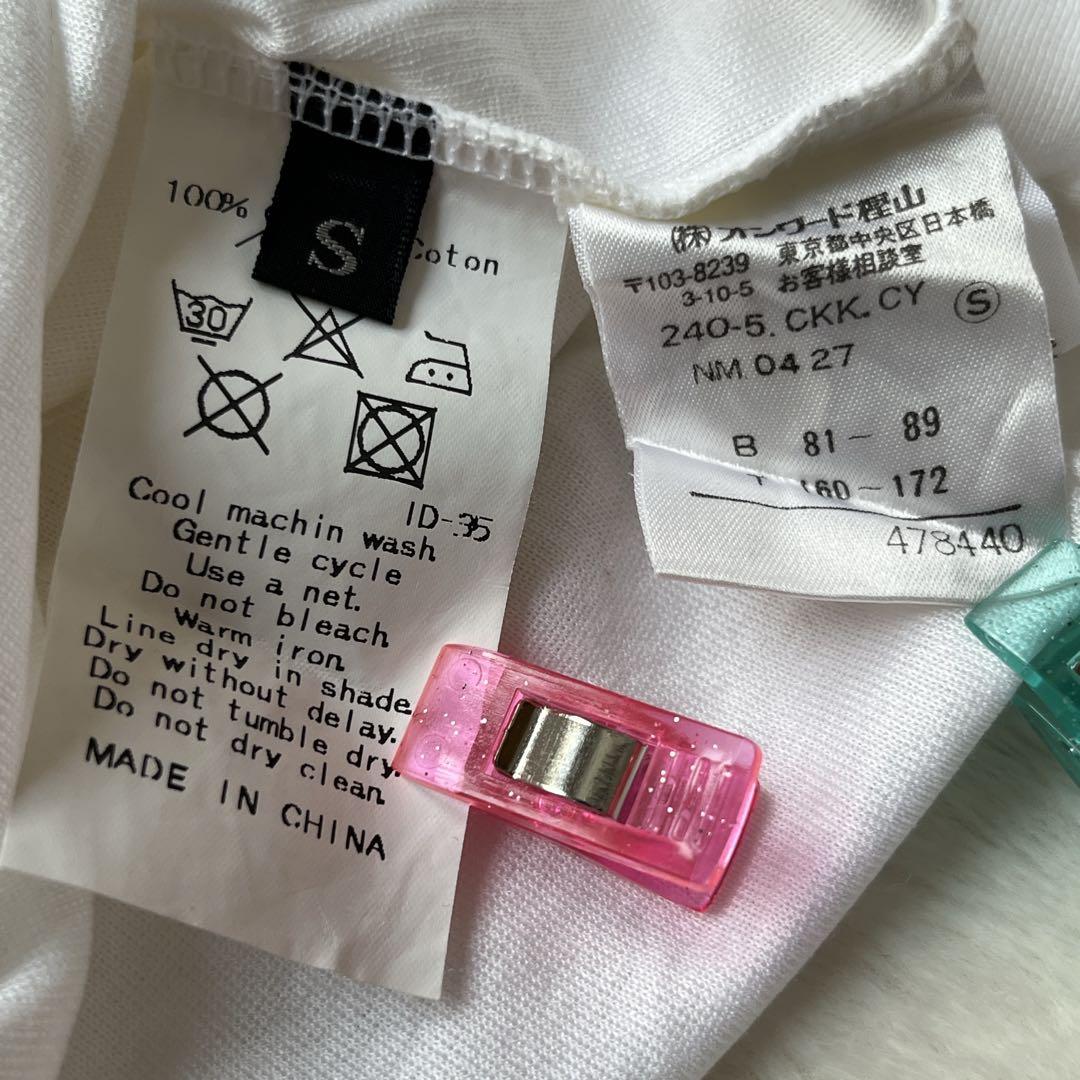 100%
S
Coton
30
ID-35
Cool machin wash
Gentle cycle
Use a net.
Do not bleach
Warm iron
Line dry in shade
Dry without delay.
Do not tumble dry.
Do not dry clean
MADE IN CHINA
(株)オンワード樫山
〒103-8239 東京都中央区日本橋
3-10-5 お客様相談室
240-5. CKK. CY Ⓢ
NM 04 27
B 81 – 89
T 160 ~ 172
478440